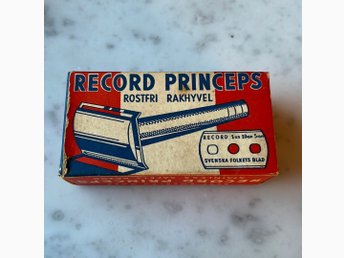 RECORD PRINCEPS
ROSTFRI RAKHYVEL
RECORD
SVENSKA FOLKETS BLAD